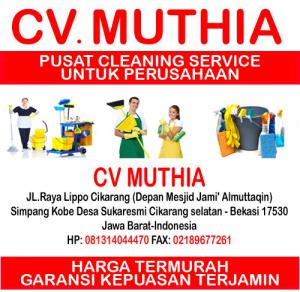 CV. MUTHIA
PUSAT CLEANING SERVICE
UNTUK PERUSAHAAN
CV MUTHIA
JL.Raya Lippo Cikarang (Depan Mesjid Jami' Almuttaqin)
Simpang Kobe Desa Sukaresmi Cikarang selatan - Bekasi 17530
Jawa Barat-Indonesia
HP: 081314044470 FAX: 02189677261
HARGA TERMURAH
GARANSI KEPUASAN TERJAMIN